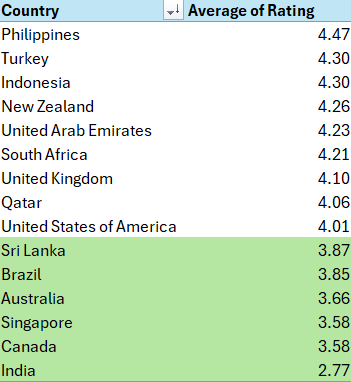 Country Average of Rating
Philippines 4.47
Turkey 4.30
Indonesia 4.30
New Zealand 4.26
United Arab Emirates 4.23
South Africa 4.21
United Kingdom 4.10
Qatar 4.06
United States of America 4.01
Sri Lanka 3.87
Brazil 3.85
Australia 3.66
Singapore 3.58
Canada 3.58
India 2.77